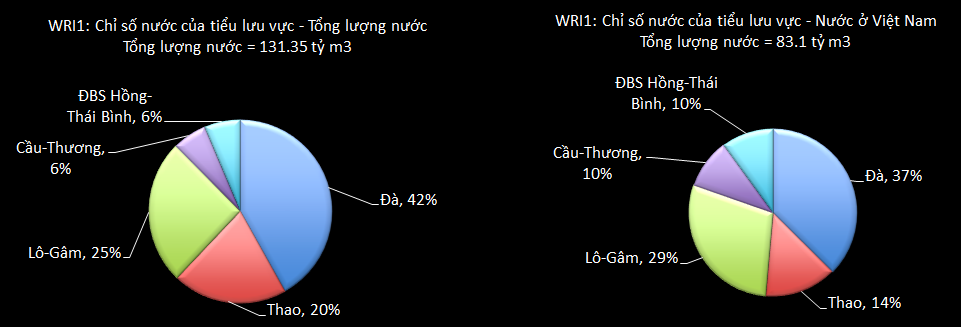 WRI1: Chỉ số nước của tiểu lưu vực - Tổng lượng nước
Tổng lượng nước = 131.35 tỷ m3
ĐBS Hồng-
Thái Bình, 6%
Cầu-Thương,
6%
Đà, 42%
Lô-Gâm, 25%
Thao, 20%
WRI1: Chỉ số nước của tiểu lưu vực - Nước ở Việt Nam
Tổng lượng nước = 83.1 tỷ m3
ĐBS Hồng-Thái
Bình, 10%
Cầu-Thương,
10%
Đà, 37%
Lô-Gâm, 29%
Thao, 14%